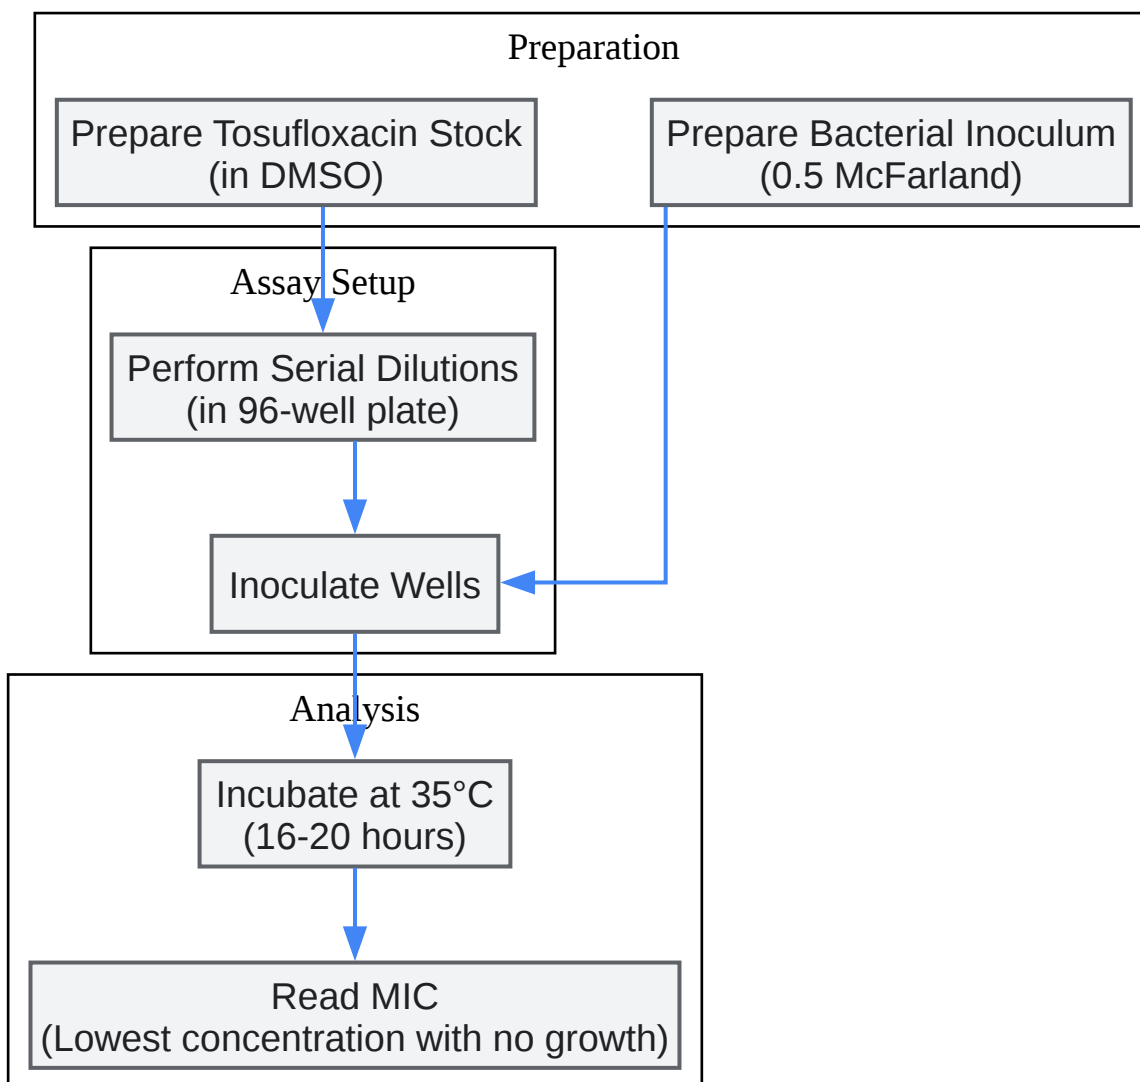 Preparation
Prepare Tosufloxacin Stock
(in DMSO)
Prepare Bacterial Inoculum
(0.5 McFarland)
Assay Setup
Perform Serial Dilutions
(in 96-well plate)
Inoculate Wells
Analysis
Incubate at 35°C
(16-20 hours)
Read MIC
(Lowest concentration with no growth)